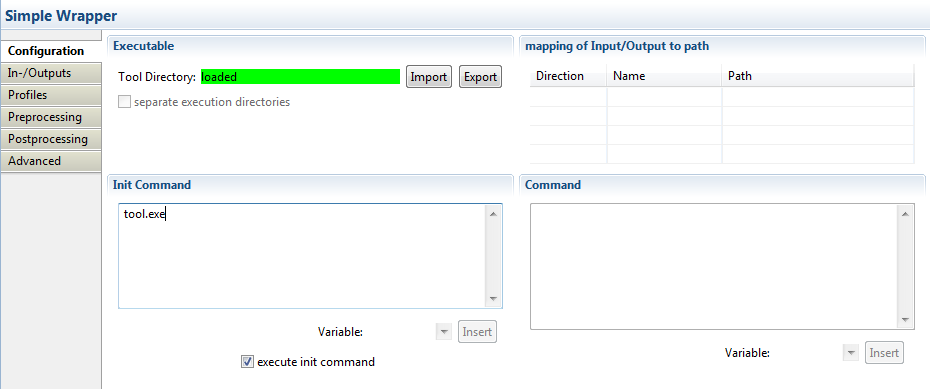 Simple Wrapper
Configuration
In-/Outputs
Profiles
Preprocessing
Postprocessing
Advanced
Executable
Tool Directory: loaded Import Export
separate execution directories
mapping of Input/Output to path
Direction Name Path
Init Command
tool.exe
Variable: Insert
execute init command
Command
Variable: Insert